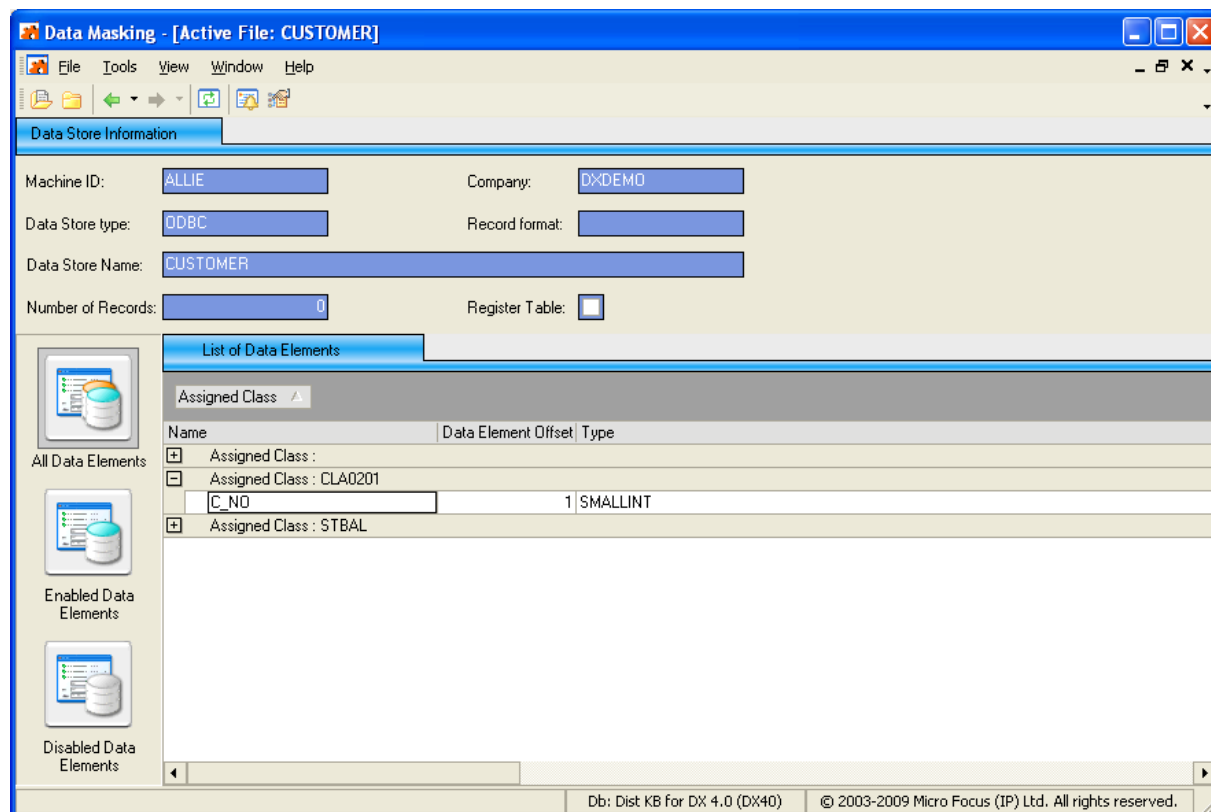 Data Masking - [Active File: CUSTOMER]
File Tools View Window Help
Data Store Information
Machine ID: ALLIE Company: DXDEMO
Data Store type: ODBC Record format:
Data Store Name: CUSTOMER
Number of Records: 0 Register Table:
List of Data Elements
Assigned Class
Name Data Element Offset Type
All Data Elements
Assigned Class :
Assigned Class : CLA0201
C_NO 1 SMALLINT
Assigned Class : STBAL
Enabled Data
Elements
Disabled Data
Elements
Db: Dist KB for DX 4.0 (DX40) © 2003-2009 Micro Focus (IP) Ltd. All rights reserved.